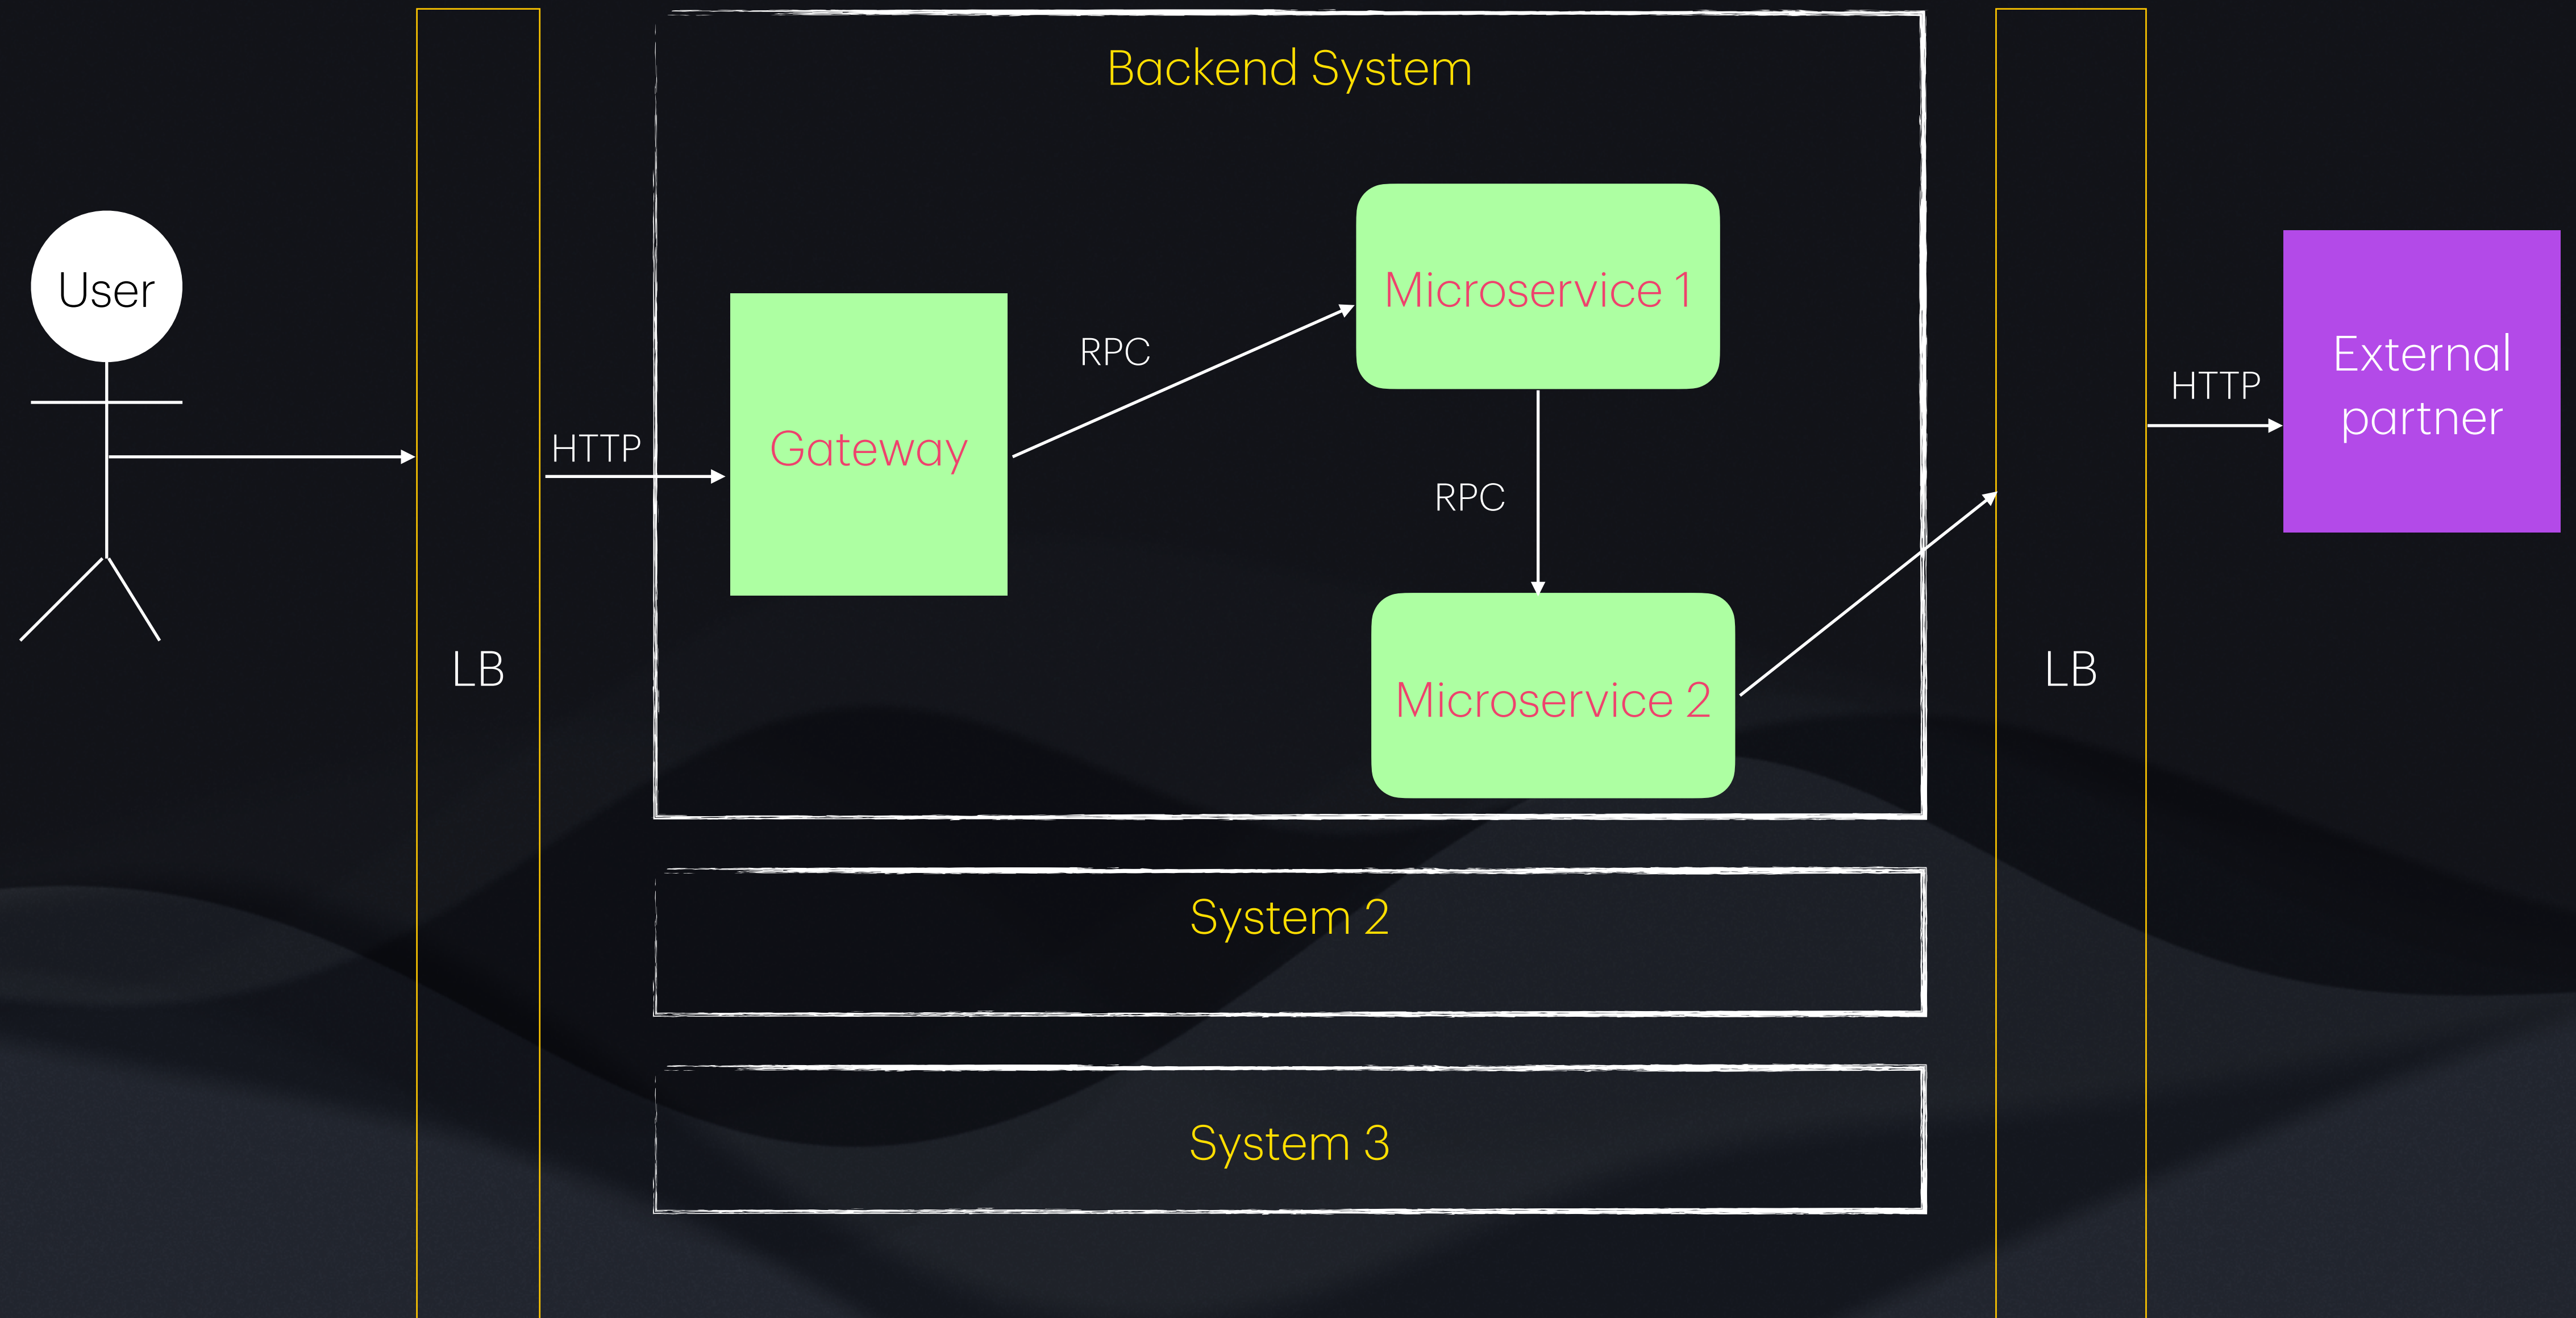 Backend System
User
Microservice 1
RPC
External
partner
HTTP
HTTP
Gateway
RPC
LB
Microservice 2
LB
System 2
System 3